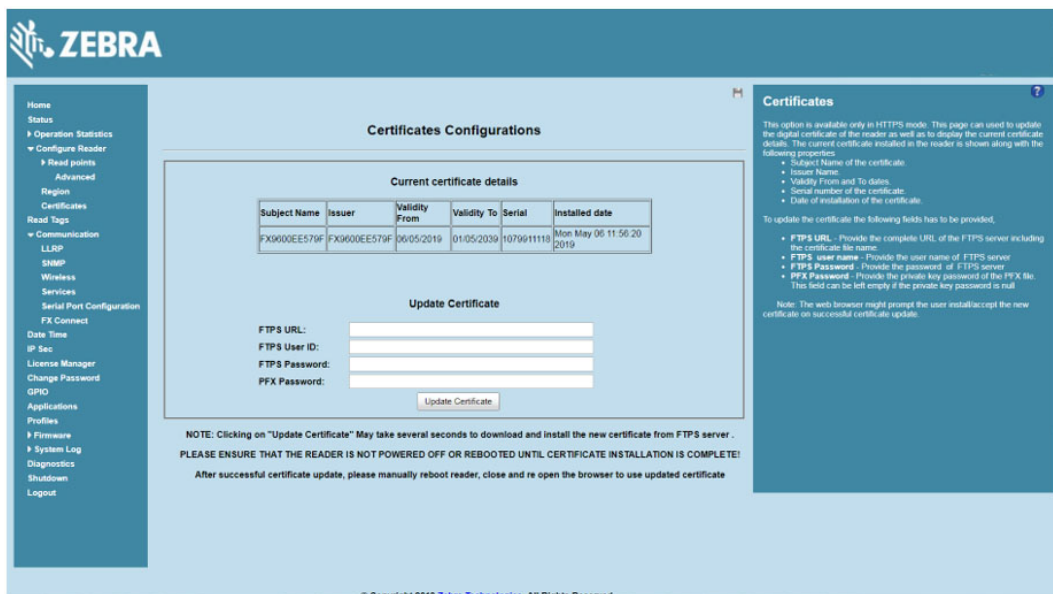 ZEBRA
Home
Status
Operation Statistics
Configure Reader
Read points
Advanced
Region
Certificates
Read Tags
Communication
LLRP
SNMP
Wireless
Services
Serial Port Configuration
FX Connect
Date Time
IP Sec
License Manager
Change Password
GPIO
Applications
Profiles
Firmware
System Log
Diagnostics
Shutdown
Logout
Certificates Configurations
Current certificate details
Subject Name Issuer Validity From Validity To Serial Installed date
FX9600EE579F FX9600EE579F 06/05/2019 01/05/2039 1079911118 Mon May 06 11:56:20 2019
Update Certificate
FTPS URL:
FTPS User ID:
FTPS Password:
PFX Password:
Update Certificate
NOTE: Clicking on "Update Certificate" May take several seconds to download and install the new certificate from FTPS server .
PLEASE ENSURE THAT THE READER IS NOT POWERED OFF OR REBOOTED UNTIL CERTIFICATE INSTALLATION IS COMPLETE!
After successful certificate update, please manually reboot reader, close and re open the browser to use updated certificate
?
Certificates
This option is available only in HTTPS mode. This page can used to update
the digital certificate of the reader as well as to display the current certificate
details. The current certificate installed in the reader is shown along with the
following properties
• Subject Name of the certificate.
• Issuer Name.
• Validity From and To dates.
• Serial number of the certificate.
• Date of installation of the certificate.
To update the certificate the following fields has to be provided,
• FTPS URL - Provide the complete URL of the FTPS server including
the certificate file name.
• FTPS user name - Provide the user name of FTPS server
• FTPS Password - Provide the password of FTPS server
• PFX Password - Provide the private key password of the PFX file.
This field can be left empty if the private key password is null
Note: The web browser might prompt the user install/accept the new
certificate on successful certificate update.